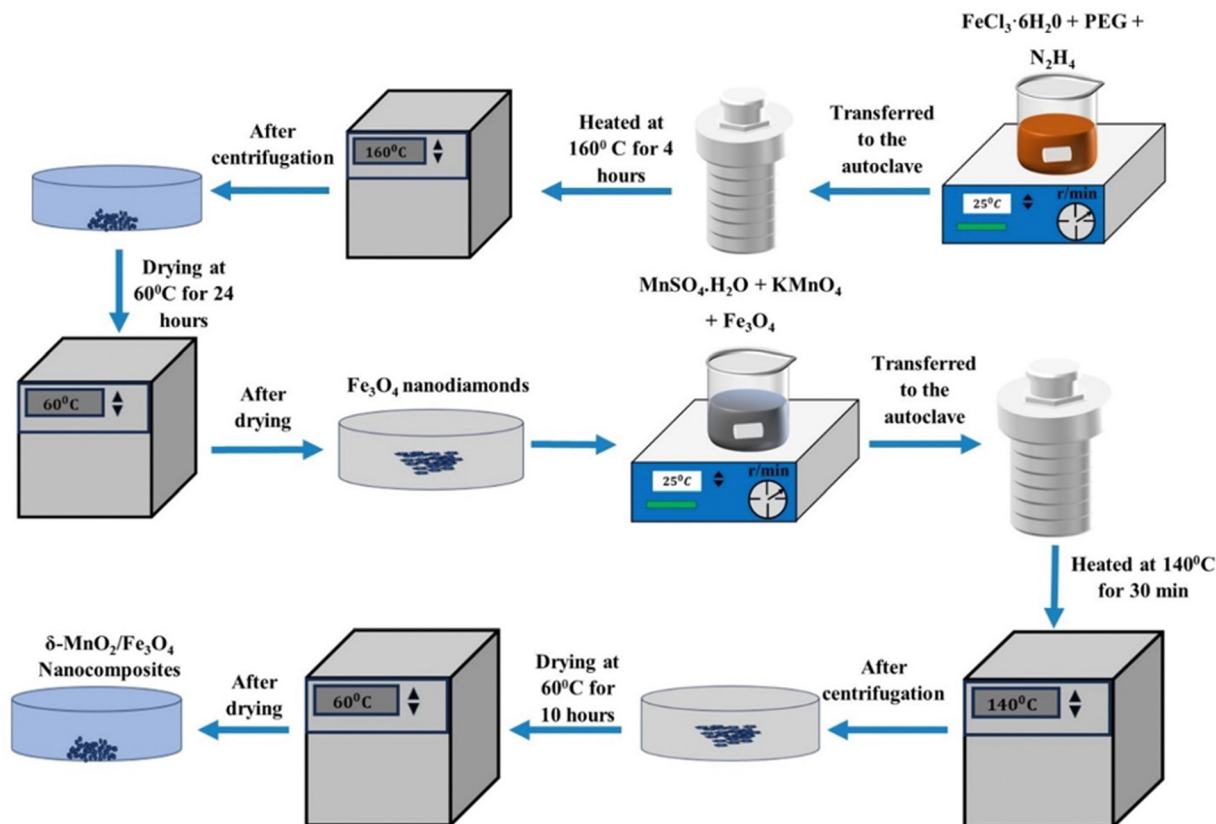 FeCl₃·6H₂0 + PEG +
N₂H₄
r/min
25⁰C
Transferred
to the
autoclave
Heated at
160⁰ C for 4
hours
160⁰C
After
centrifugation
Drying at
60⁰C for 24
hours
60⁰C
After
drying
Fe₃O₄ nanodiamonds
MnSO₄.H₂O + KMnO₄
+ Fe₃O₄
r/min
25⁰C
Transferred
to the
autoclave
Heated at 140⁰C
for 30 min
140⁰C
After
centrifugation
Drying at
60⁰C for
10 hours
60⁰C
After
drying
δ-MnO₂/Fe₃O₄
Nanocomposites